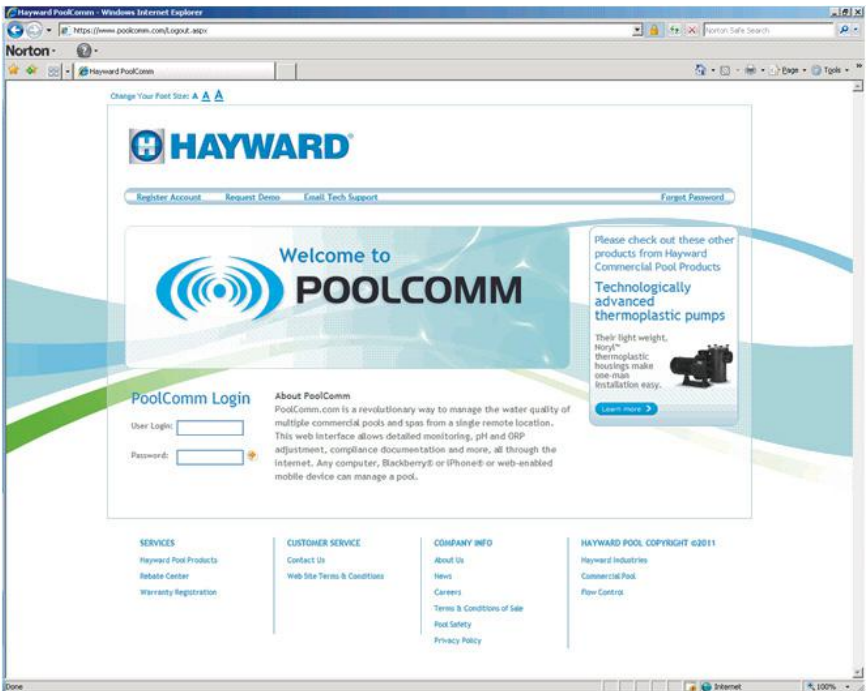 Hayward PoolComm - Windows Internet Explorer
https://www.poolcomm.com/Logout.aspx
Norton Safe Search
Norton -
Hayward PoolComm
Page
Tools
Change Your Font Size: A A A
H HAYWARD®
Register Account Request Demo Email Tech Support Forgot Password
Welcome to
POOLCOMM
Please check out these other
products from Hayward
Commercial Pool Products
Technologically
advanced
thermoplastic pumps
Their light weight,
Noryl™
thermoplastic
housings make
one-man
installation easy.
Learn more
PoolComm Login
User Login:
Password:
About PoolComm
PoolComm.com is a revolutionary way to manage the water quality of
multiple commercial pools and spas from a single remote location.
This web interface allows detailed monitoring, pH and ORP
adjustment, compliance documentation and more, all through the
internet. Any computer, Blackberry® or iPhone® or web-enabled
mobile device can manage a pool.
SERVICES
Hayward Pool Products
Rebate Center
Warranty Registration
CUSTOMER SERVICE
Contact Us
Web Site Terms & Conditions
COMPANY INFO
About Us
News
Careers
Terms & Conditions of Sale
Pool Safety
Privacy Policy
HAYWARD POOL COPYRIGHT ©2011
Hayward Industries
Commercial Pool
Flow Control
Done
Internet
100%